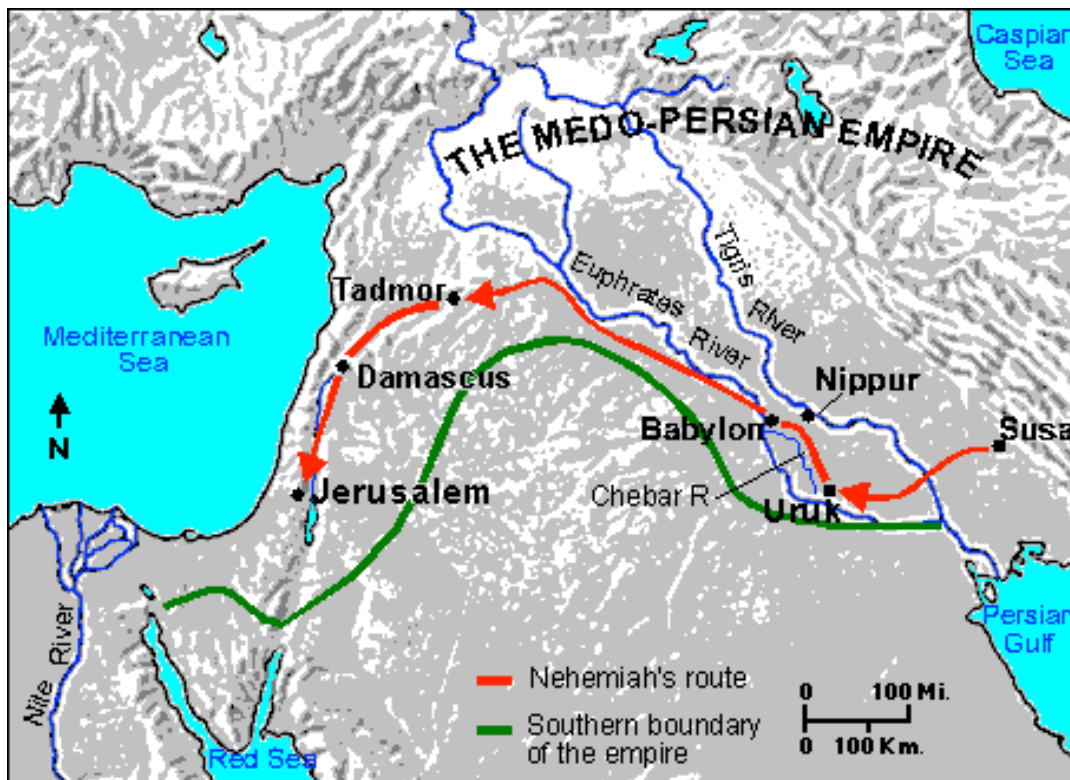 Caspian
Sea
THE MEDO-PERSIAN EMPIRE
Tigris River
Euphrates River
Tadmor
Mediterranean
Sea
Damascus
Nippur
Babylon
Susa
N
Chebar R
Jerusalem
Uruk
Nile River
Persian
Gulf
Red Sea
Nehemiah's route
Southern boundary
of the empire
0 100 Mi.
0 100 Km.